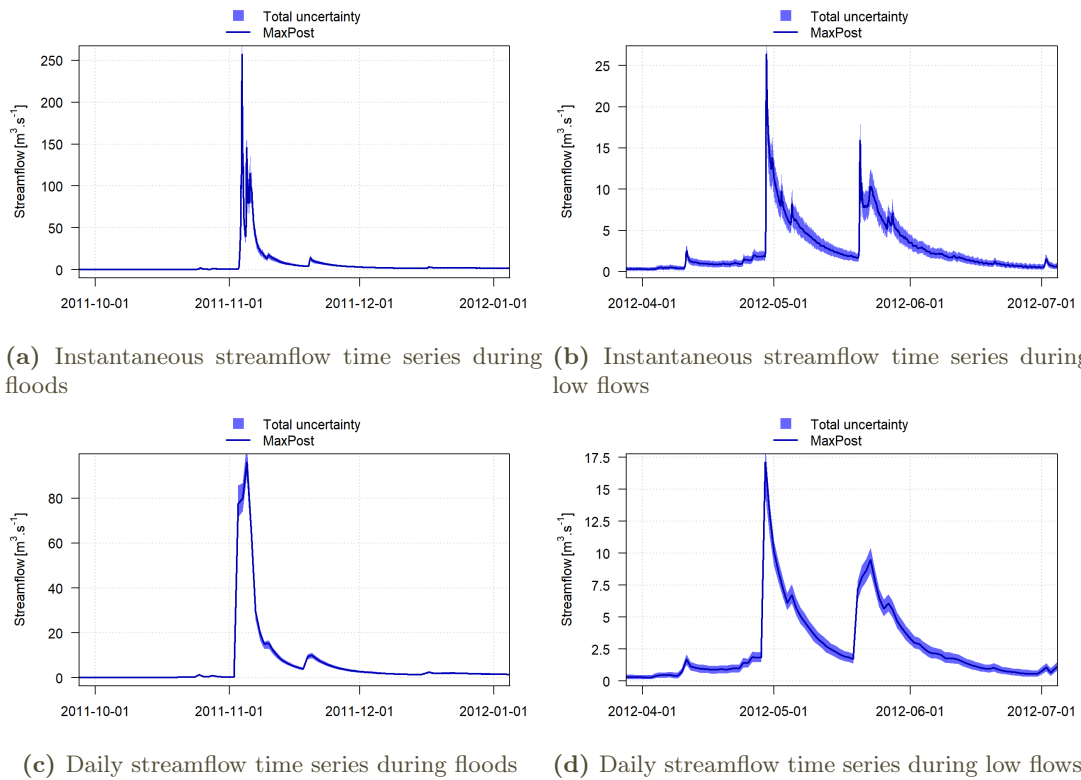 Total uncertainty
MaxPost
250
200
150
100
50
0
Streamflow [m³.s⁻¹]
2011-10-01 2011-11-01 2011-12-01 2012-01-01
Total uncertainty
MaxPost
25
20
15
10
5
0
Streamflow [m³.s⁻¹]
2012-04-01 2012-05-01 2012-06-01 2012-07-01
(a) Instantaneous streamflow time series during
floods
(b) Instantaneous streamflow time series during
low flows
Total uncertainty
MaxPost
80
60
40
20
0
Streamflow [m³.s⁻¹]
2011-10-01 2011-11-01 2011-12-01 2012-01-01
Total uncertainty
MaxPost
17.5
15.0
12.5
10.0
7.5
5.0
2.5
0.0
Streamflow [m³.s⁻¹]
2012-04-01 2012-05-01 2012-06-01 2012-07-01
(c) Daily streamflow time series during floods
(d) Daily streamflow time series during low flows